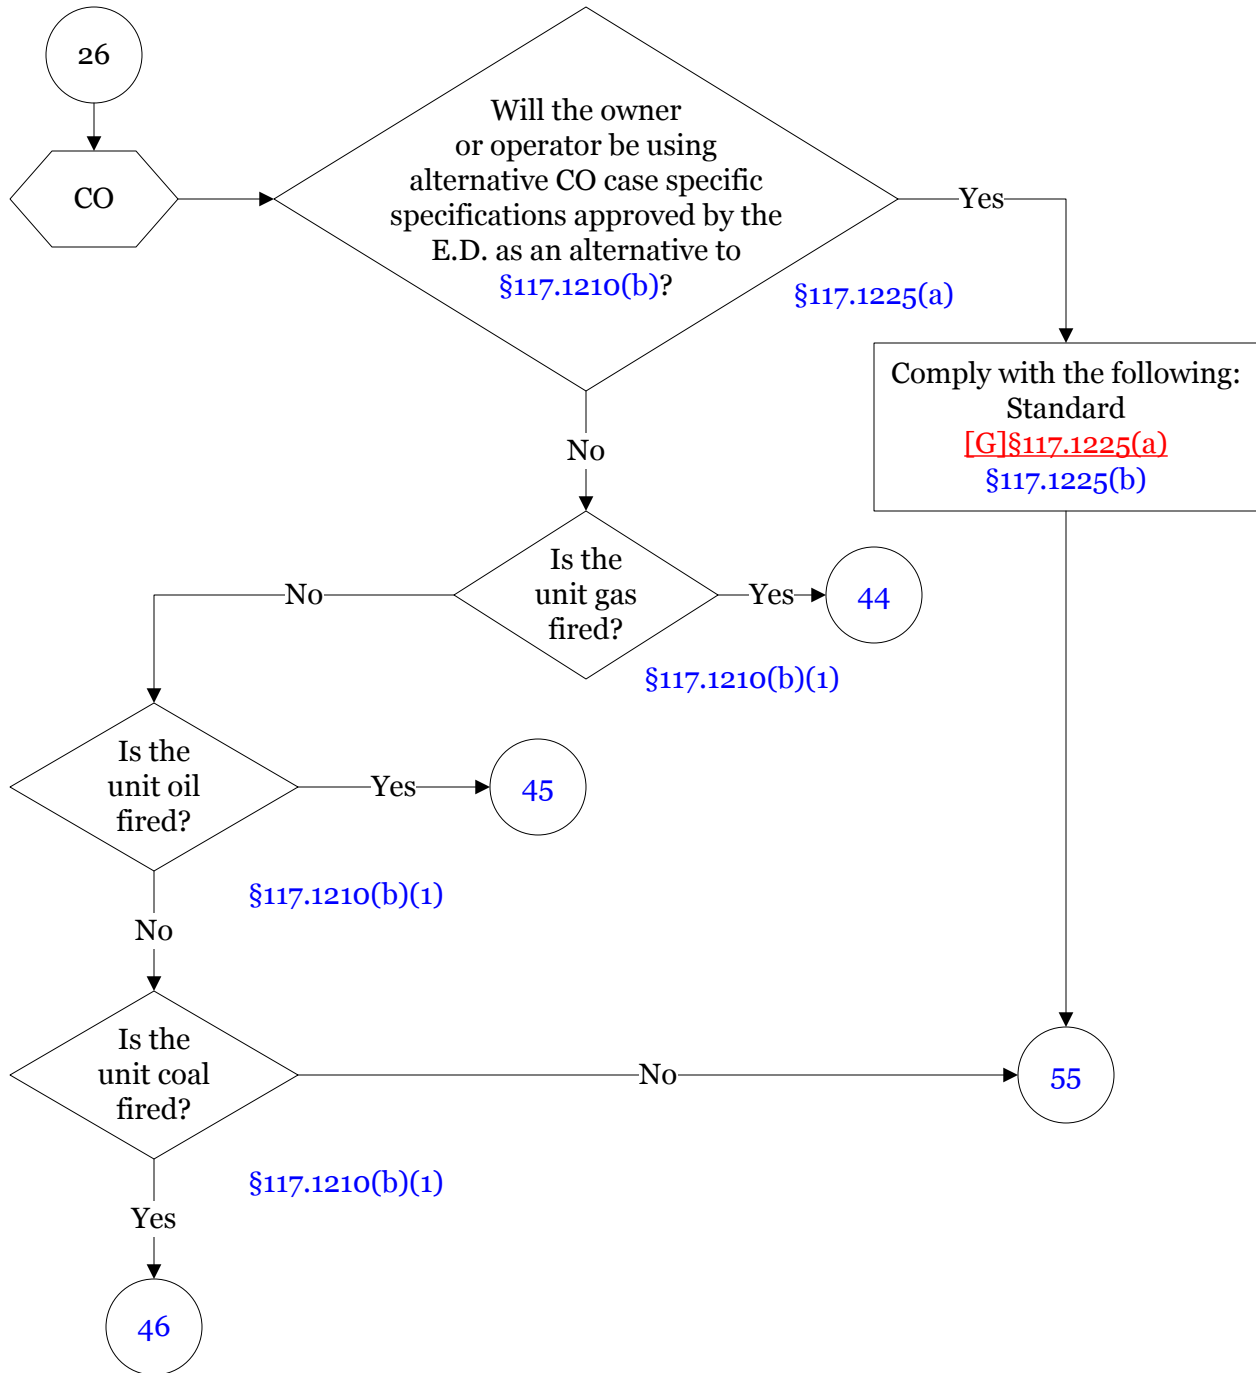 26
CO
Will the owner
or operator be using
alternative CO case specific
specifications approved by the
E.D. as an alternative to
§117.1210(b)?
Yes
§117.1225(a)
Comply with the following:
Standard
[G]§117.1225(a)
§117.1225(b)
No
Is the
unit gas
fired?
Yes
44
§117.1210(b)(1)
No
Is the
unit oil
fired?
Yes
45
§117.1210(b)(1)
No
Is the
unit coal
fired?
No
55
§117.1210(b)(1)
Yes
46